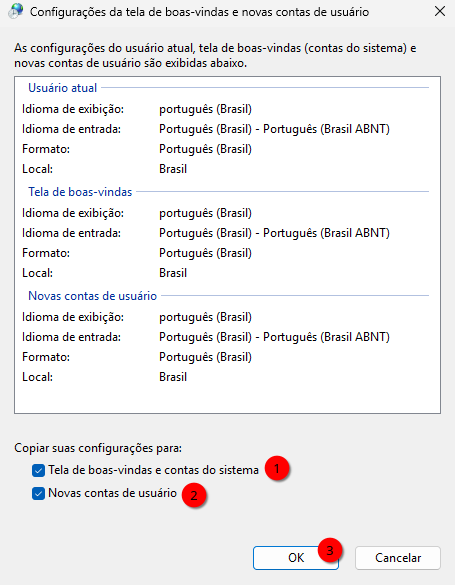 Configurações da tela de boas-vindas e novas contas de usuário
As configurações do usuário atual, tela de boas-vindas (contas do sistema) e
novas contas de usuário são exibidas abaixo.
Usuário atual
Idioma de exibição: português (Brasil)
Idioma de entrada: Português (Brasil) - Português (Brasil ABNT)
Formato: Português (Brasil)
Local: Brasil
Tela de boas-vindas
Idioma de exibição: português (Brasil)
Idioma de entrada: Português (Brasil) - Português (Brasil ABNT)
Formato: Português (Brasil)
Local: Brasil
Novas contas de usuário
Idioma de exibição: português (Brasil)
Idioma de entrada: Português (Brasil) - Português (Brasil ABNT)
Formato: Português (Brasil)
Local: Brasil
Copiar suas configurações para:
Tela de boas-vindas e contas do sistema 1
Novas contas de usuário 2
OK 3 Cancelar